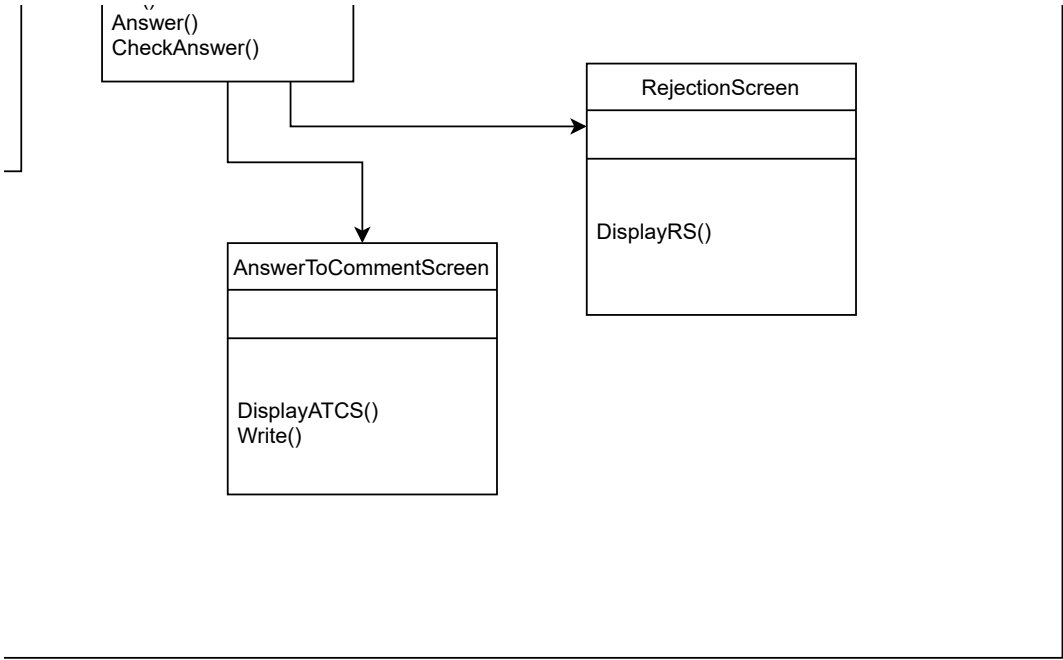 Answer()
CheckAnswer()
RejectionScreen
DisplayRS()
AnswerToCommentScreen
DisplayATCS()
Write()